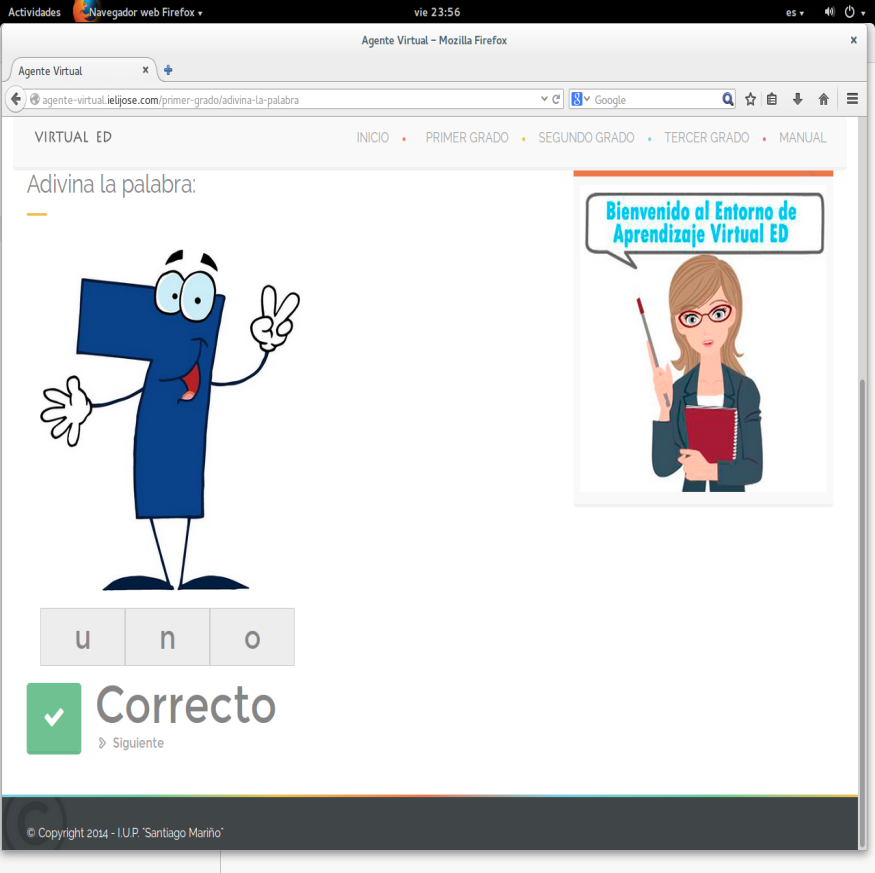 Actividades Navegador web Firefox vie 23:56 es
Agente Virtual - Mozilla Firefox
Agente Virtual
agente-virtual.ielijose.com/primer-grado/adivina-la-palabra Google
VIRTUAL ED INICIO PRIMER GRADO SEGUNDO GRADO TERCER GRADO MANUAL
Adivina la palabra:
Bienvenido al Entorno de
Aprendizaje Virtual ED
u n o
Correcto
Siguiente
© Copyright 2014 - I.U.P. "Santiago Mariño"